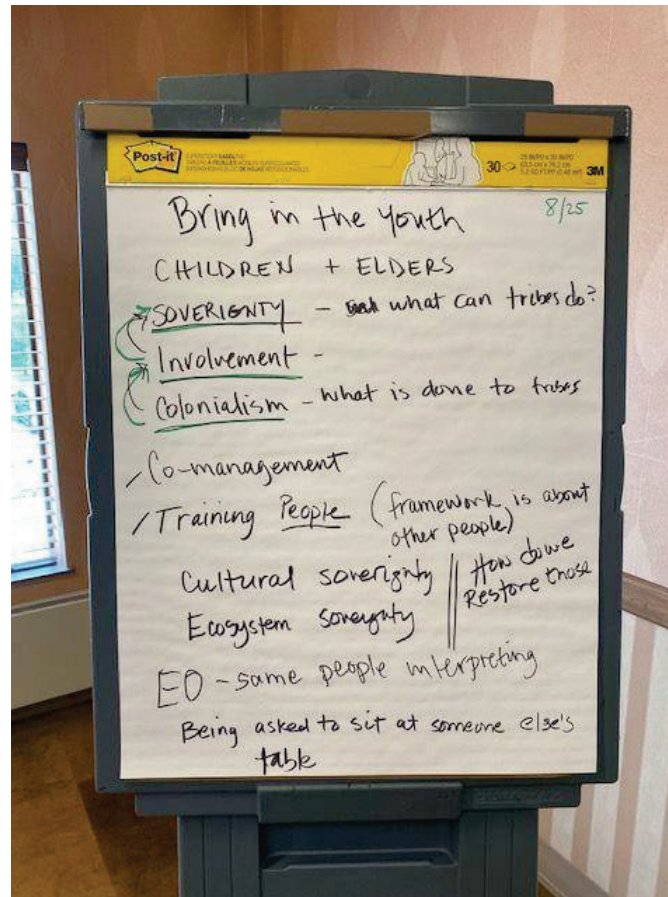 Post-it
30
3M
8/25
Bring in the youth
CHILDREN + ELDERS
SOVERIGNTY - what can tribes do?
Involvement -
Colonialism - What is done to tribes
/ Co-management
/ Training People (framework is about
other people)
Cultural soverignty
Ecosystem
How do we
Restore those
EO - same people interpreting
Being asked to sit at someone else's
table